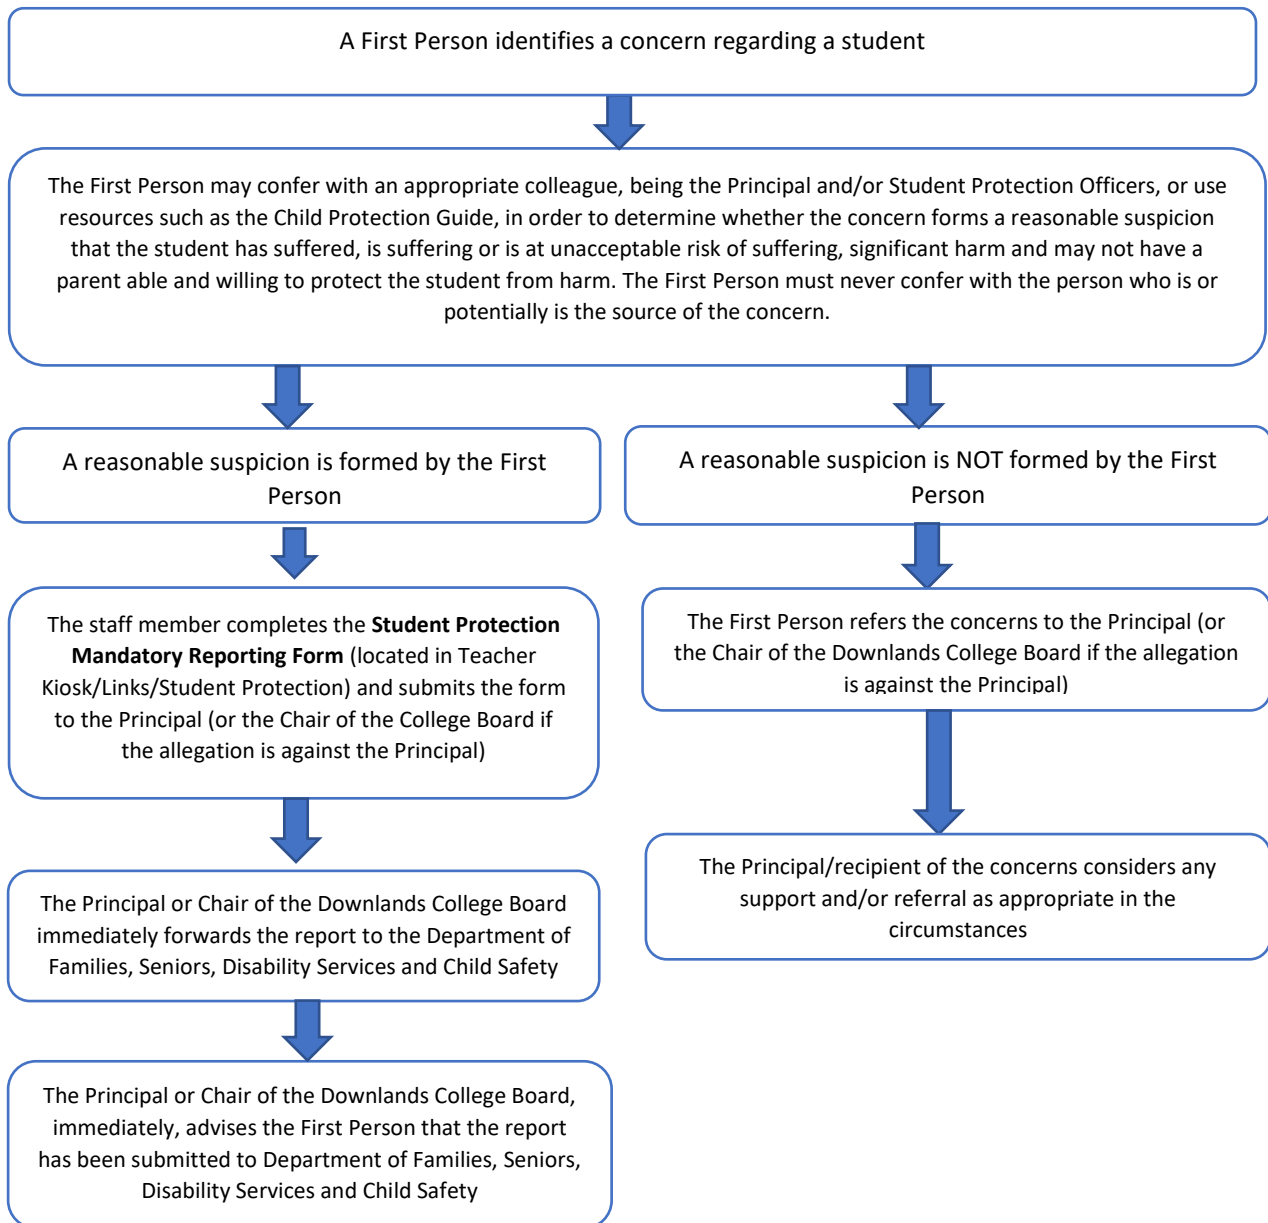 A First Person identifies a concern regarding a student
The First Person may confer with an appropriate colleague, being the Principal and/or Student Protection Officers, or use
resources such as the Child Protection Guide, in order to determine whether the concern forms a reasonable suspicion
that the student has suffered, is suffering or is at unacceptable risk of suffering, significant harm and may not have a
parent able and willing to protect the student from harm. The First Person must never confer with the person who is or
potentially is the source of the concern.
A reasonable suspicion is formed by the First
Person
The staff member completes the Student Protection
Mandatory Reporting Form (located in Teacher
Kiosk/Links/Student Protection) and submits the form
to the Principal (or the Chair of the College Board if
the allegation is against the Principal)
The Principal or Chair of the Downlands College Board
immediately forwards the report to the Department of
Families, Seniors, Disability Services and Child Safety
The Principal or Chair of the Downlands College Board,
immediately, advises the First Person that the report
has been submitted to Department of Families, Seniors,
Disability Services and Child Safety
A reasonable suspicion is NOT formed by the First
Person
The First Person refers the concerns to the Principal (or
the Chair of the Downlands College Board if the allegation
is against the Principal)
The Principal/recipient of the concerns considers any
support and/or referral as appropriate in the
circumstances